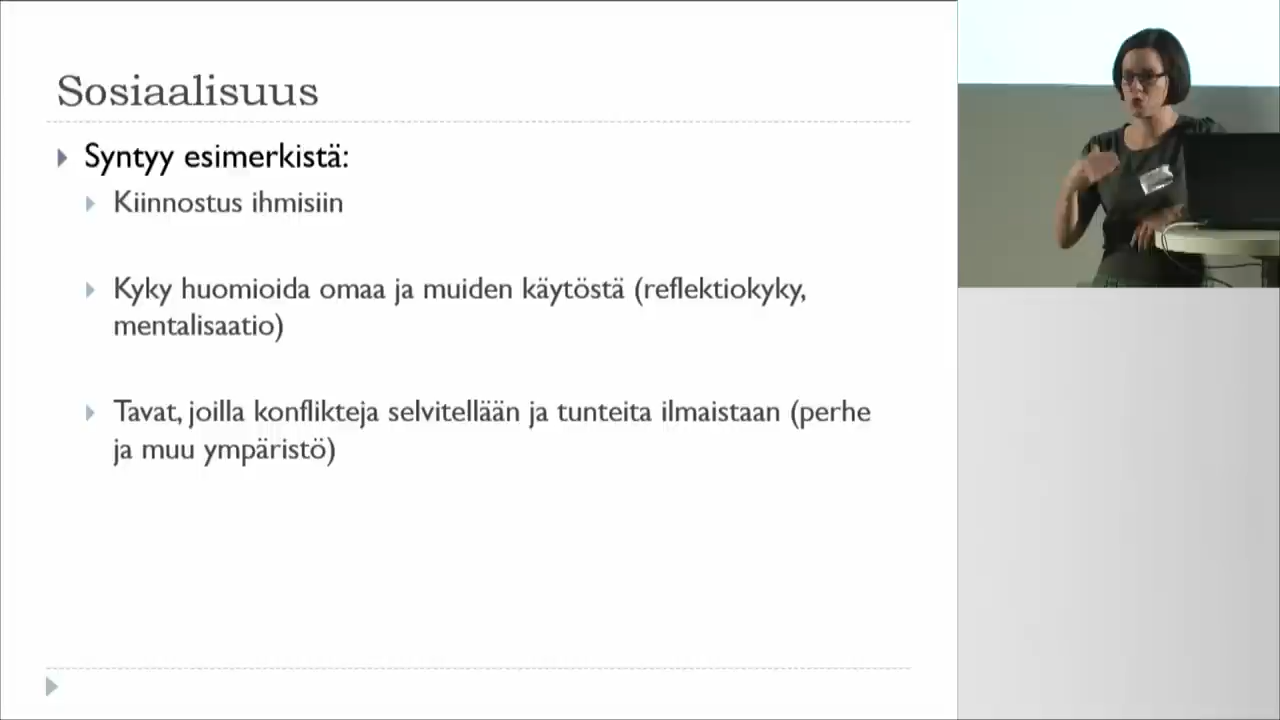 Sosiaalisuus
Syntyy esimerkistä:
Kiinnostus ihmisiin
Kyky huomioida omaa ja muiden käytöstä (reflektiokyky,
mentalisaatio)
Tavat, joilla konflikteja selvitellään ja tunteita ilmaistaan (perhe
ja muu ympäristö)